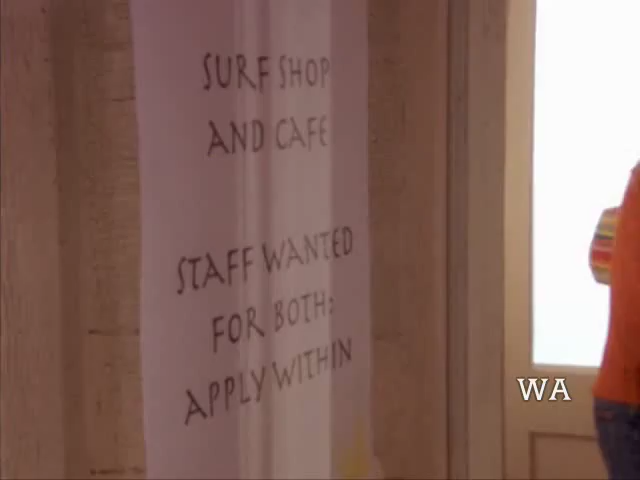 SURF SHOP
AND CAFE
STAFF WANTED
FOR BOTH:
APPLY WITHIN
WA